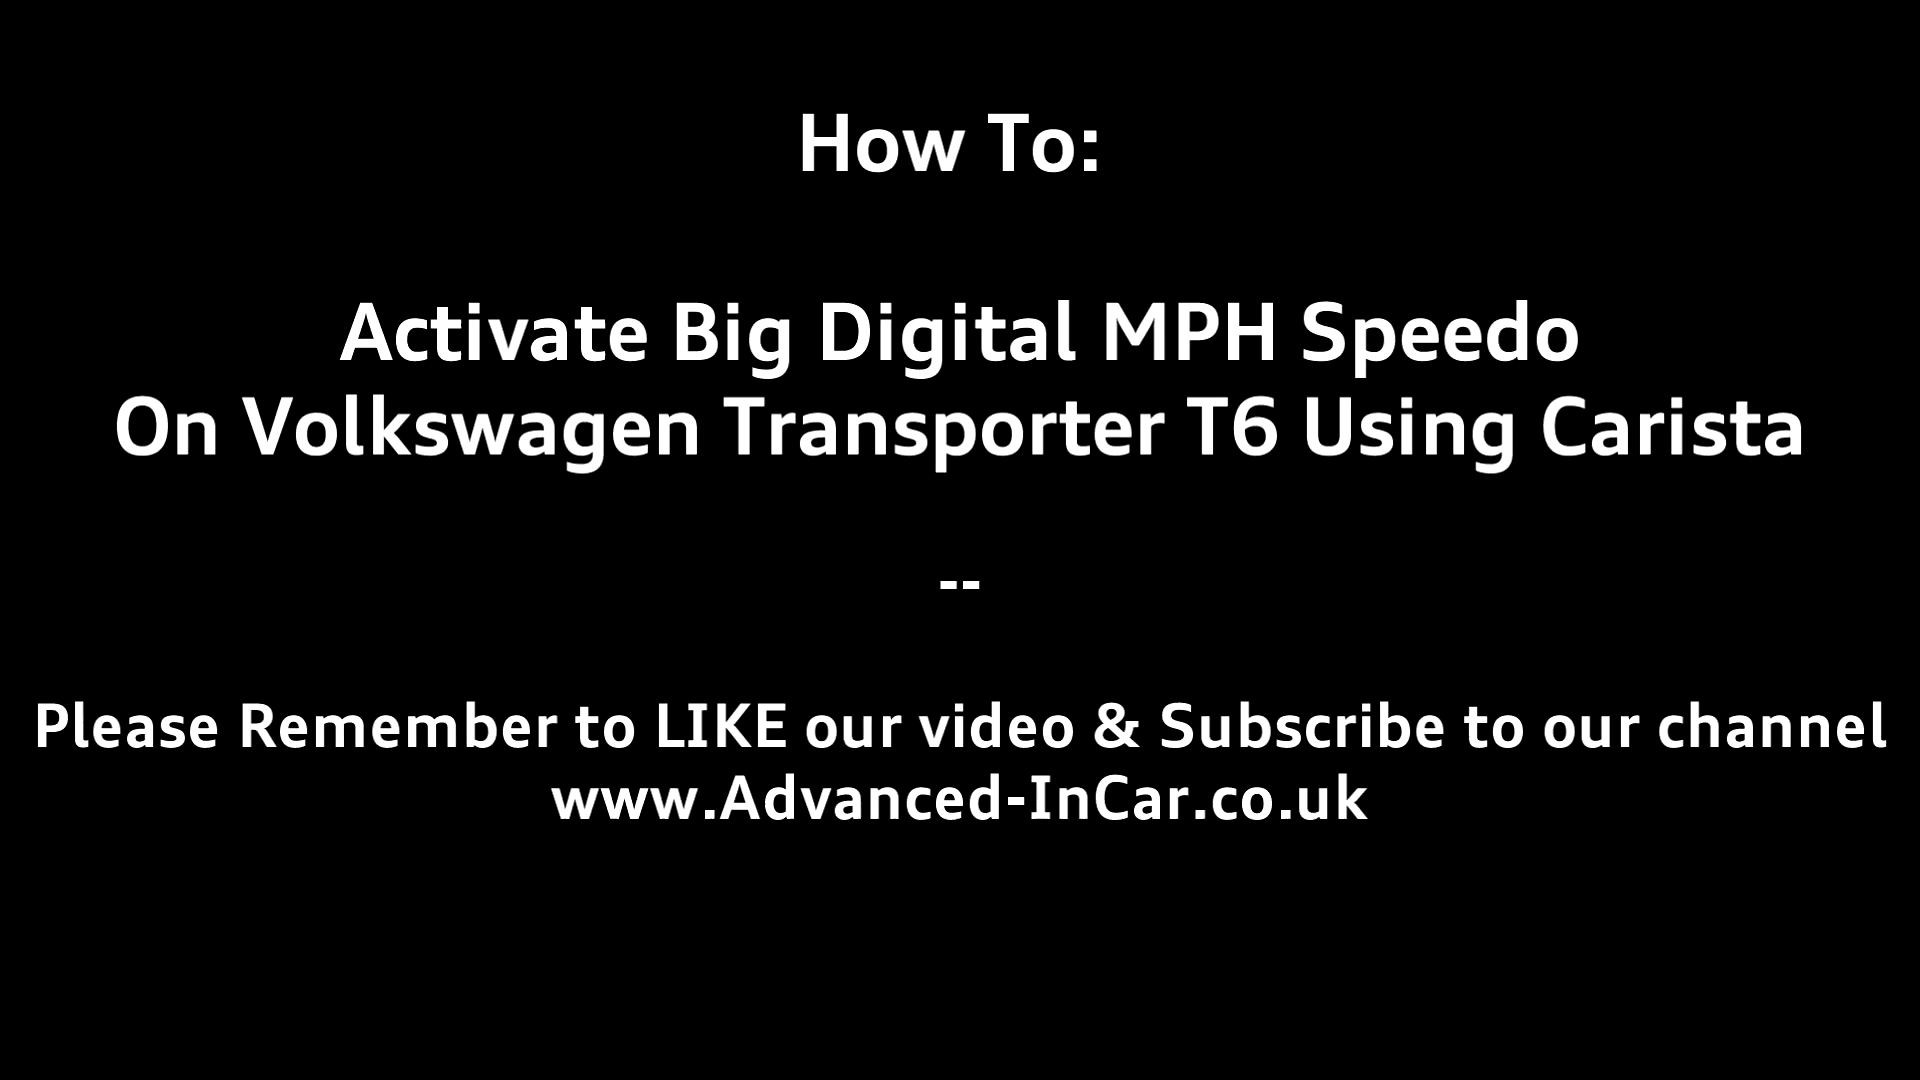 How To:
Activate Big Digital MPH Speedo
On Volkswagen Transporter T6 Using Carista
--
Please Remember to LIKE our video & Subscribe to our channel
www.Advanced-InCar.co.uk